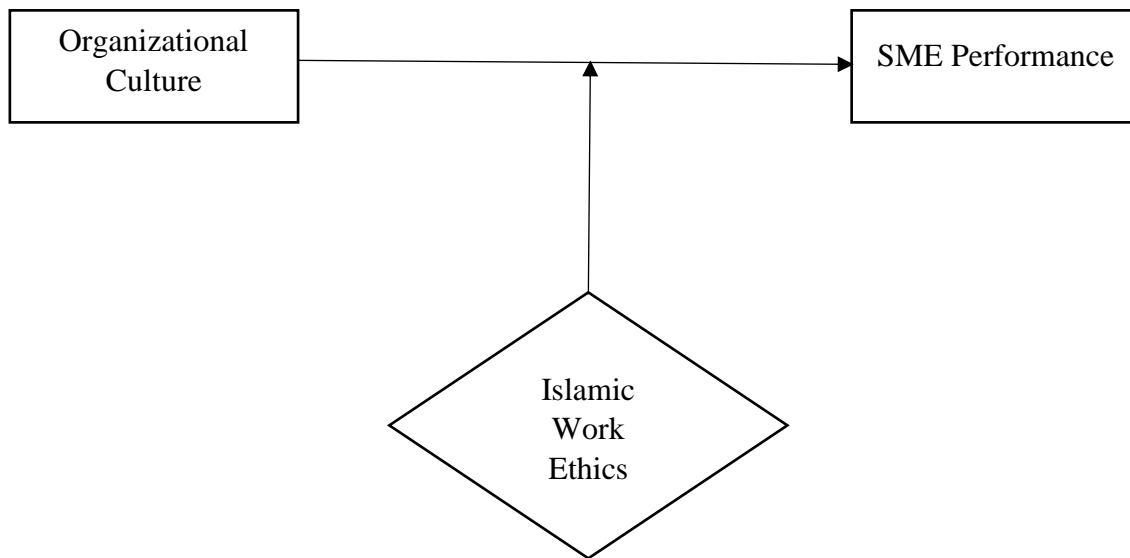 Organizational
Culture
SME Performance
Islamic
Work
Ethics